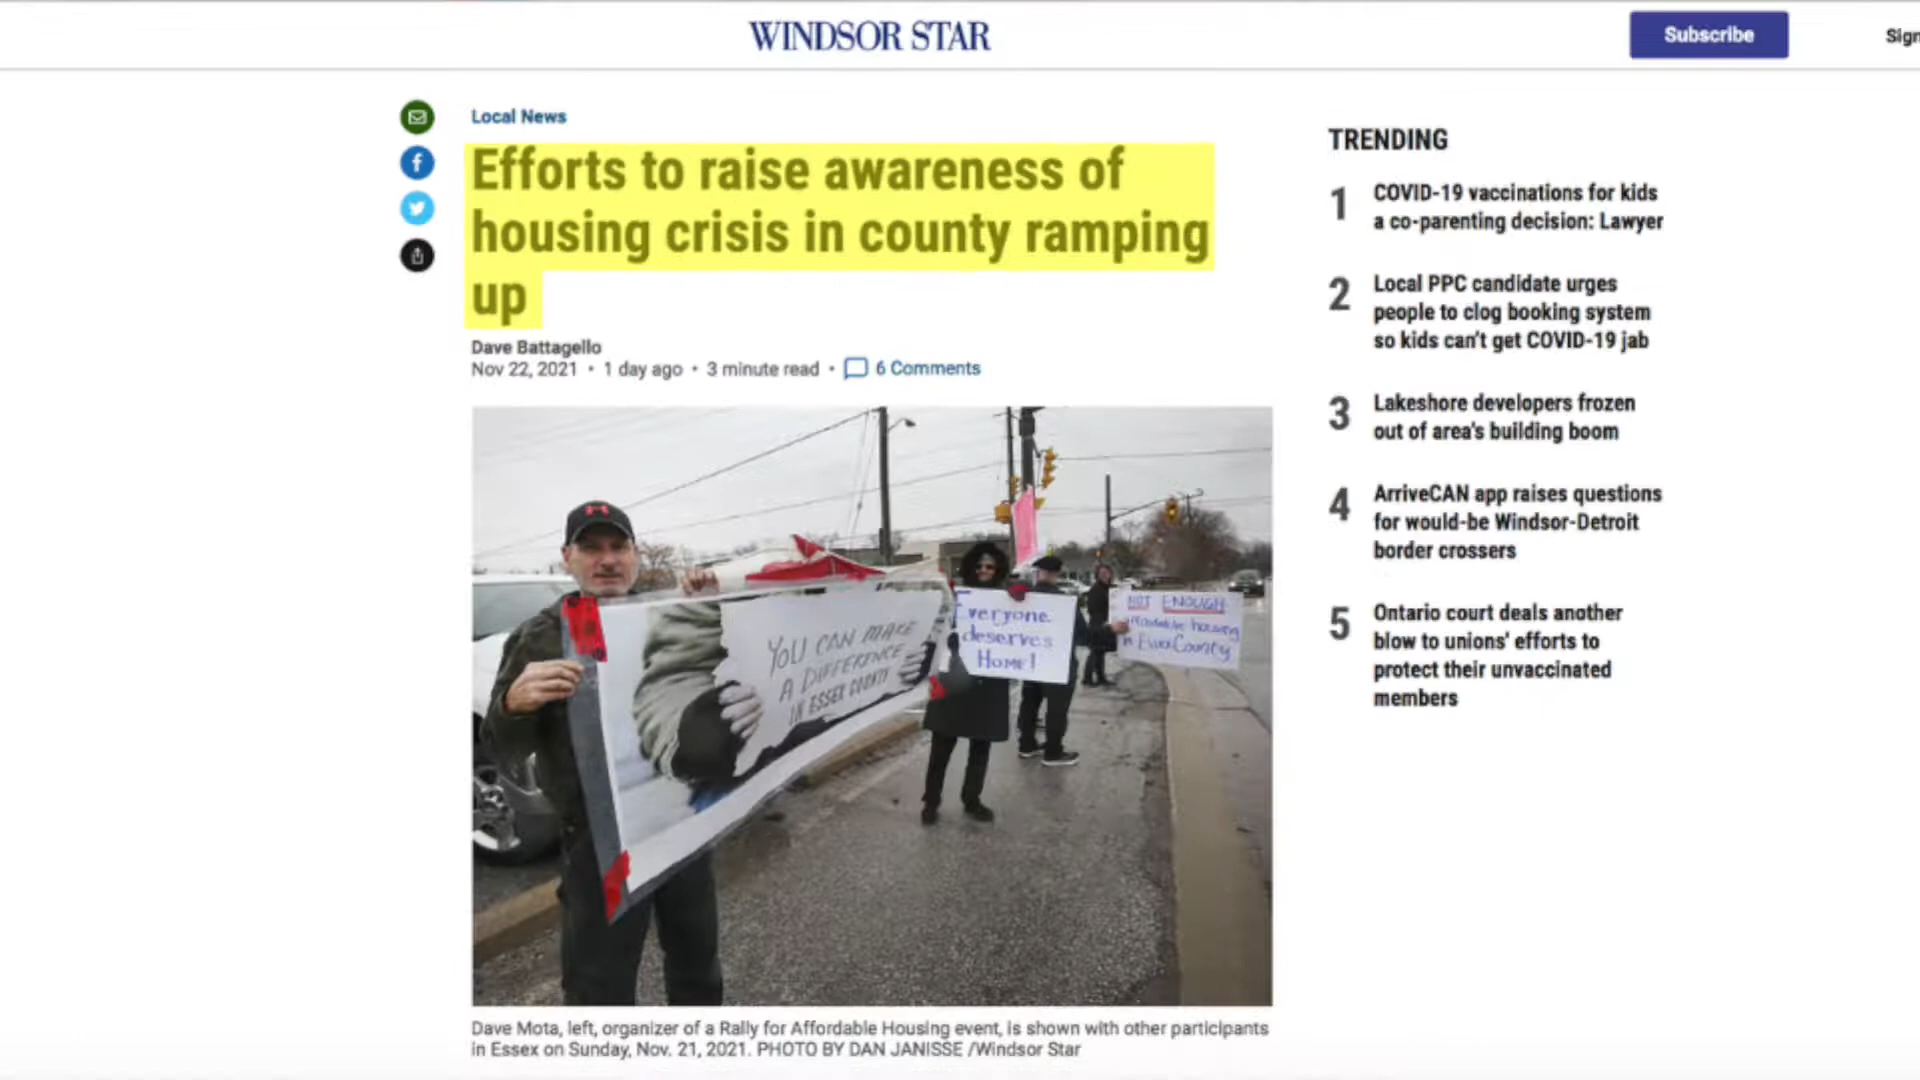 WINDSOR STAR
Subscribe
Sign
Local News
Efforts to raise awareness of
housing crisis in county ramping
up
Dave Battagello
Nov 22, 2021 • 1 day ago • 3 minute read • 6 Comments
YOU CAN MAKE
A DIFFERENCE
IN ESSEX COUNTY
Everyone
deserves
Home!
NOT ENOUGH
affordable housing
in Essex County
Dave Mota, left, organizer of a Rally for Affordable Housing event, is shown with other participants
in Essex on Sunday, Nov. 21, 2021. PHOTO BY DAN JANISSE /Windsor Star
TRENDING
1 COVID-19 vaccinations for kids
a co-parenting decision: Lawyer
2 Local PPC candidate urges
people to clog booking system
so kids can't get COVID-19 jab
3 Lakeshore developers frozen
out of area's building boom
4 ArriveCAN app raises questions
for would-be Windsor-Detroit
border crossers
5 Ontario court deals another
blow to unions' efforts to
protect their unvaccinated
members